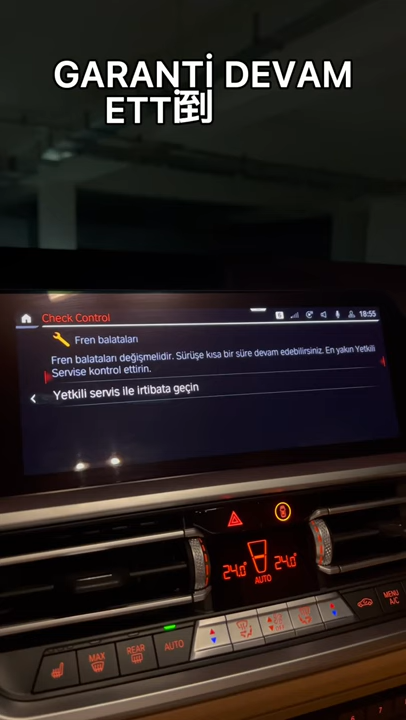 GARANTİ DEVAM
ETTİ倒
Check Control
18:55
Fren balataları
Fren balataları değişmelidir. Sürüşe kısa bir süre devam edebilirsiniz. En yakın Yetkili
Servise kontrol ettirin.
Yetkili servis ile irtibata geçin
24.0° 24.0°
AUTO
MAX
REAR
AUTO
MENU
A/C